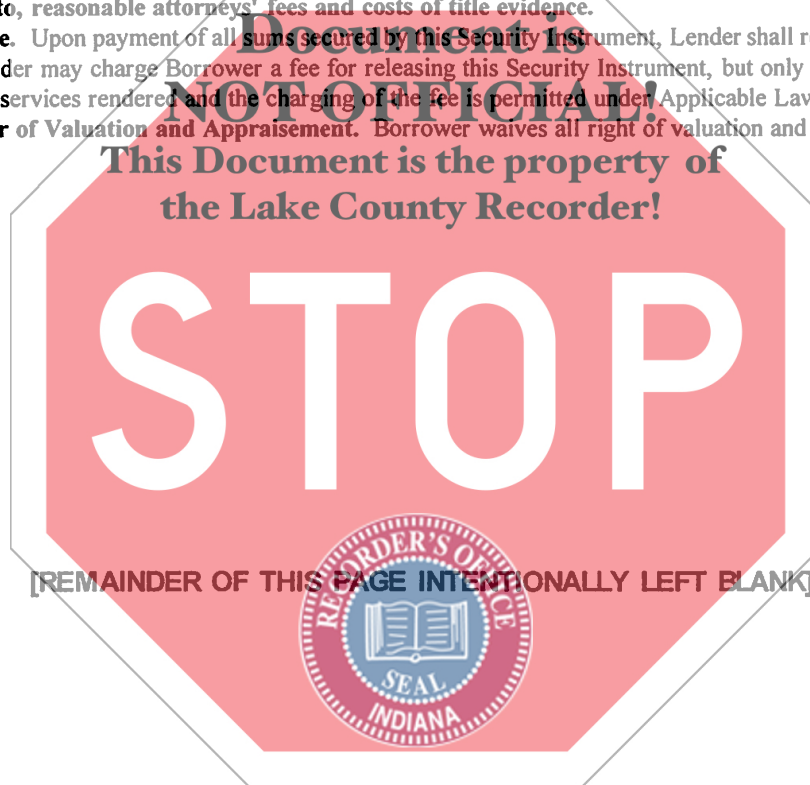 to, reasonable attorneys' fees and costs of title evidence.
e. Upon payment of all sums secured by this Security Instrument, Lender shall r
der may charge Borrower a fee for releasing this Security Instrument, but only
services rendered and the charging of the fee is permitted under Applicable Lav
r of Valuation and Appraisement. Borrower waives all right of valuation and
Document is
NOT OFFICIAL!
This Document is the property of
the Lake County Recorder!
STOP
[REMAINDER OF THIS PAGE INTENTIONALLY LEFT BLANK]
RECORDER'S OFFICE
SEAL
INDIANA